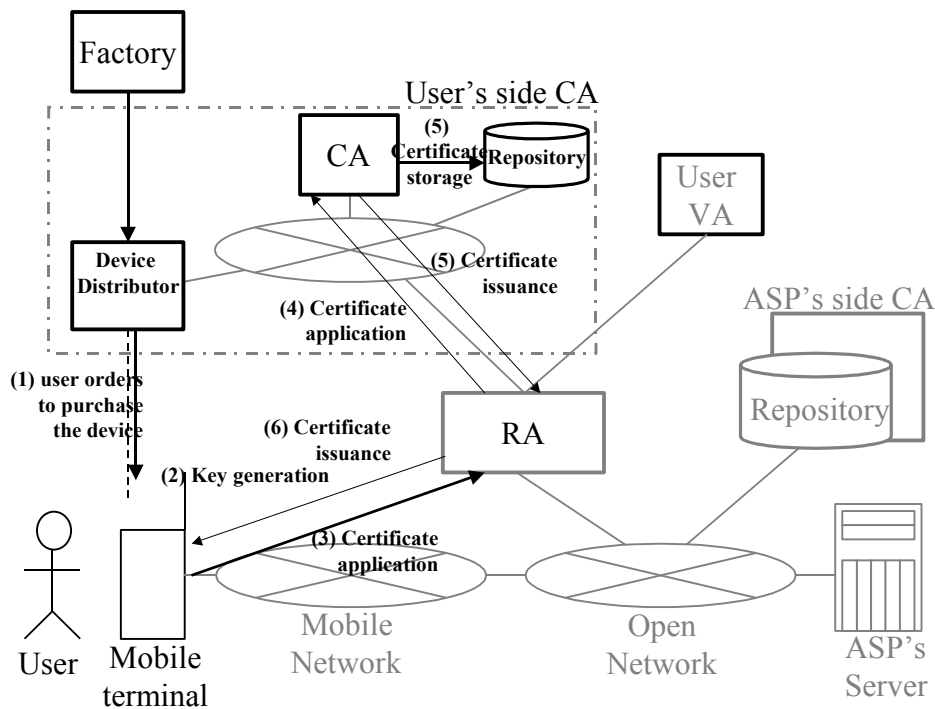 Factory
User's side CA
CA
(5)
Certificate
storage
Repository
User
VA
Device
Distributor
(5) Certificate
issuance
(4) Certificate
application
ASP's side CA
Repository
(1) user orders
to purchase
the device
RA
(6) Certificate
issuance
(2) Key generation
(3) Certificate
application
User
Mobile
terminal
Mobile
Network
Open
Network
ASP's
Server